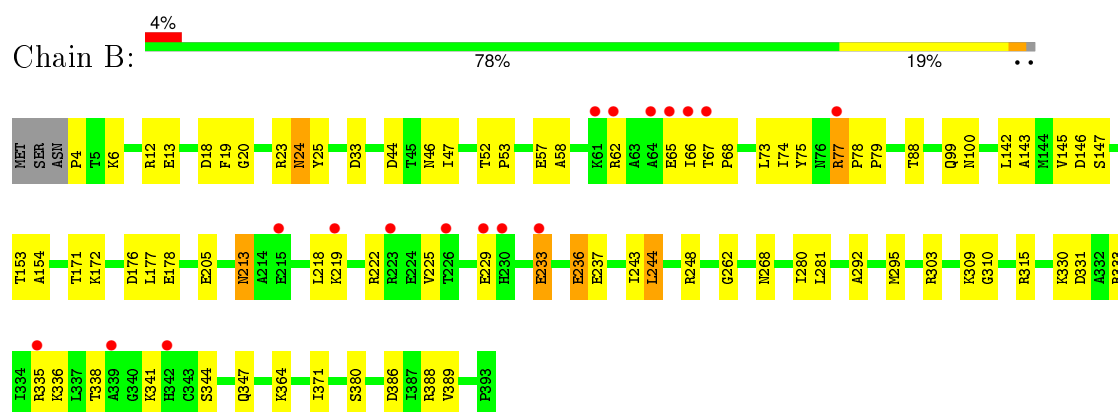 4%
Chain B:
78% 19% • •
MET SER ASN P4 T5 K6 R12 E13 D18 F19 G20 R23 N24 Y25 D33 D44 T45 N46 I47 T52 P53 E57 A58 K61 R62 A63 A64 E65 I66 T67 P68 L73 I74 Y75 N76 R77 P78 P79 T88 Q99 N100 L142 A143 M144 V145 D146 S147
T153 A154 T171 K172 D176 L177 E178 E205 N213 A214 E215 L218 K219 R222 R223 E224 V225 T226 E229 H230 E233 E236 E237 I243 L244 R248 G262 N268 I280 L281 A292 M295 R303 K309 G310 R315 K330 D331 A332
I334 R335 K336 L337 T338 A339 G340 K341 H342 C343 S344 Q347 K364 I371 S380 D386 I387 R388 V389 P393